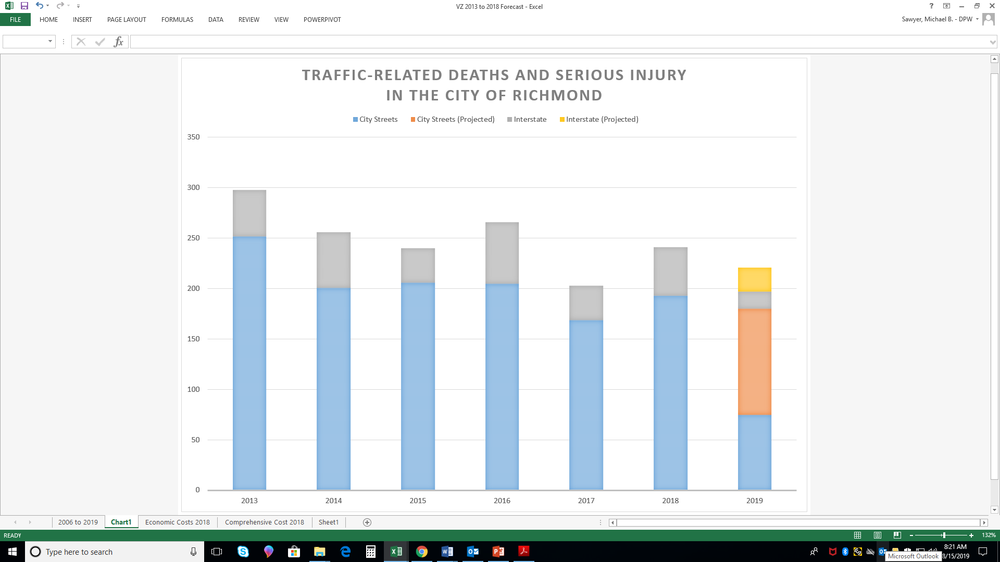 VZ 2013 to 2018 Forecast - Excel
?
FILE HOME INSERT PAGE LAYOUT FORMULAS DATA REVIEW VIEW POWERPIVOT
Sawyer, Michael B. - DPW
fx
TRAFFIC-RELATED DEATHS AND SERIOUS INJURY
IN THE CITY OF RICHMOND
City Streets City Streets (Projected) Interstate Interstate (Projected)
350
300
250
200
150
100
50
0
2013 2014 2015 2016 2017 2018 2019
2006 to 2019 Chart1 Economic Costs 2018 Comprehensive Cost 2018 Sheet1
READY
132%
Type here to search
8:21 AM
8/15/2019
Microsoft Outlook